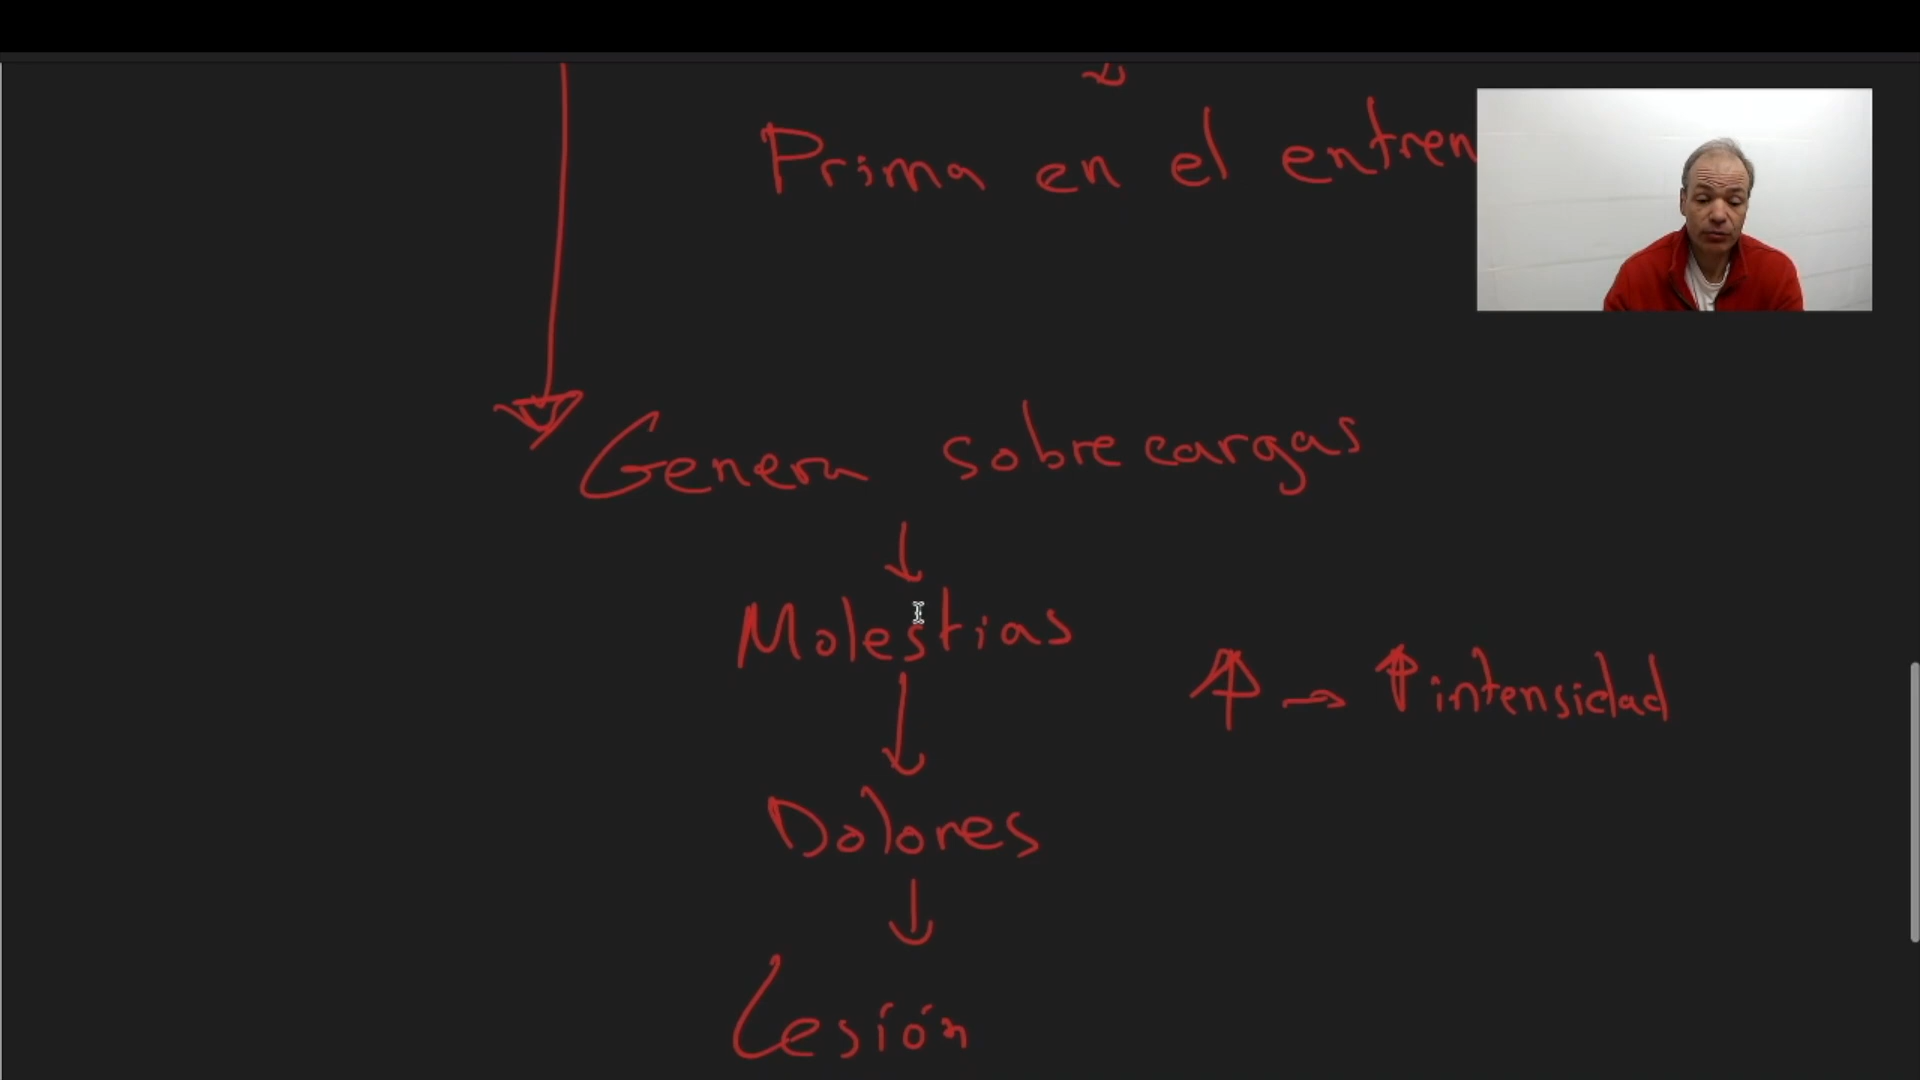 Prima en el entren
Genera sobrecargas
↓
Molestias
↑ → ↑ intensidad
↓
Dolores
↓
Lesión